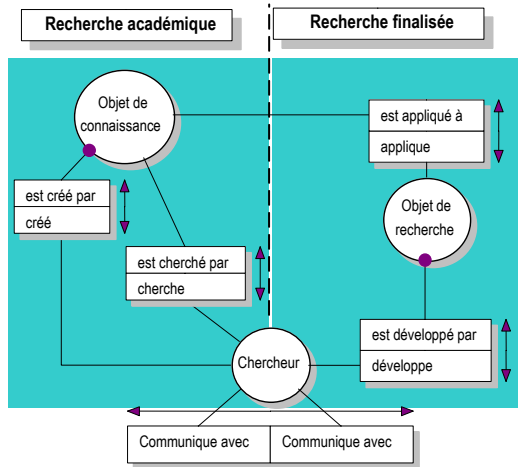 Recherche académique
Recherche finalisée
Objet de
connaissance
est appliqué à
applique
est créé par
créé
Objet de
recherche
est cherché par
cherche
est développé par
développe
Chercheur
Communique avec
Communique avec